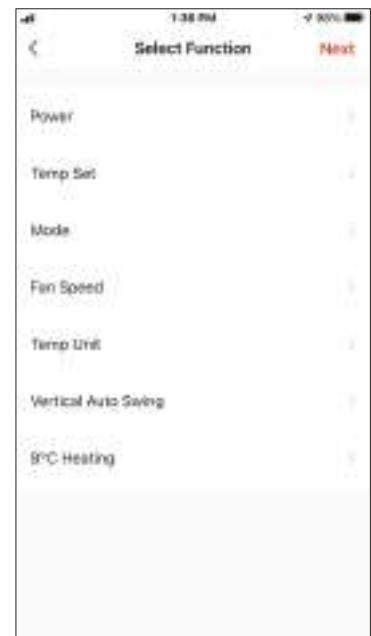 1:38 PM
Select Function Next
Power
Temp Set
Mode
Fan Speed
Temp Unit
Vertical Auto Swing
8°C Heating